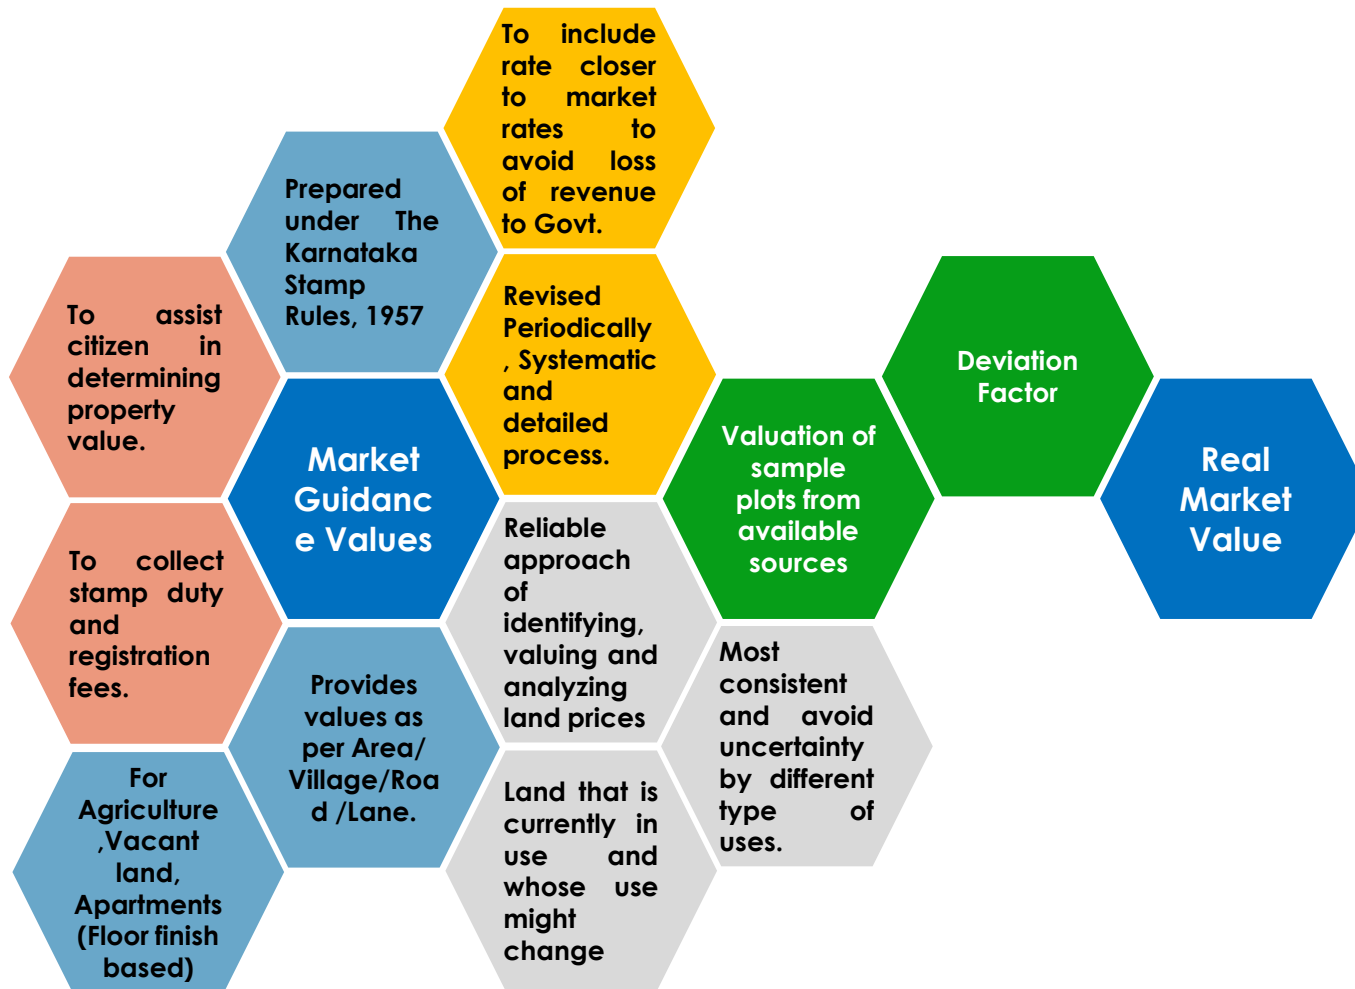 To include
rate closer
to market
rates to
avoid loss
of revenue
to Govt.
Prepared
under The
Karnataka
Stamp
Rules, 1957
To assist
citizen in
determining
property
value.
Revised
Periodically
, Systematic
and
detailed
process.
Deviation
Factor
Market
Guidanc
e Values
Valuation of
sample
plots from
available
sources
Real
Market
Value
To collect
stamp duty
and
registration
fees.
Reliable
approach
of
identifying,
valuing and
analyzing
land prices
Provides
values as
per Area/
Village/Roa
d /Lane.
Most
consistent
and avoid
uncertainty
by different
type of
uses.
For
Agriculture
,Vacant
land,
Apartments
(Floor finish
based)
Land that is
currently in
use and
whose use
might
change